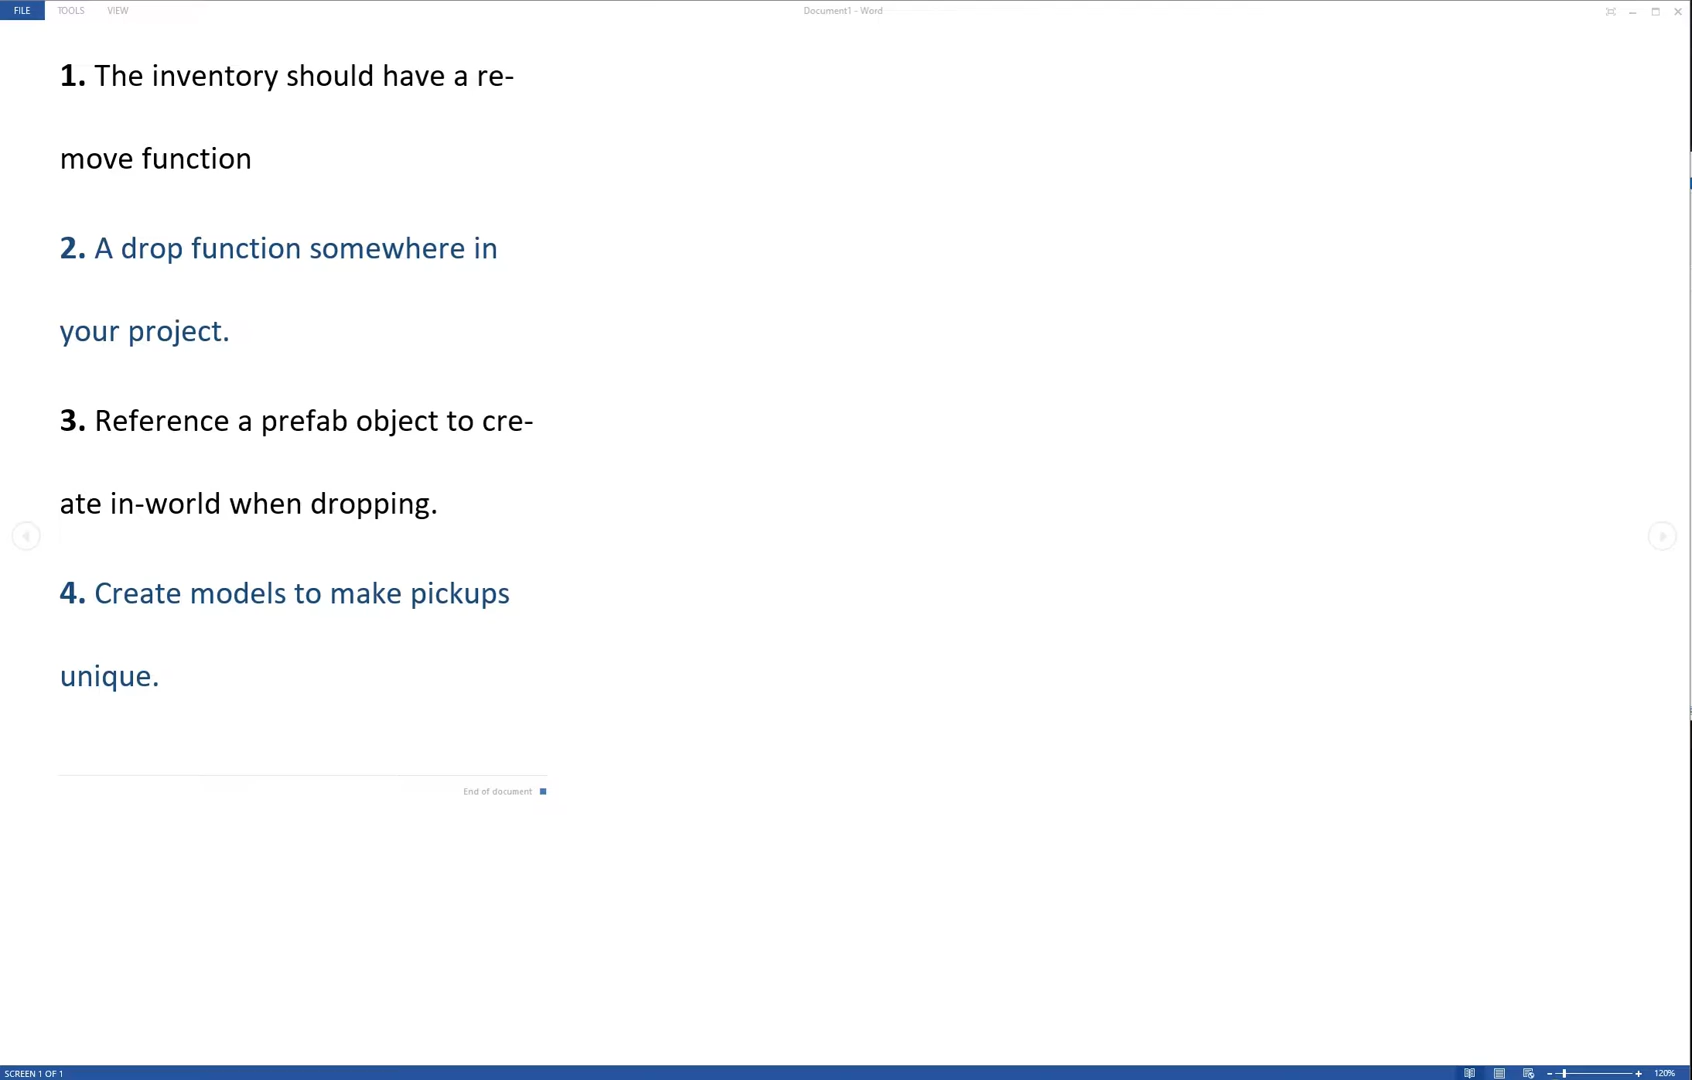 FILE TOOLS VIEW Document1 - Word
1. The inventory should have a re-
move function
2. A drop function somewhere in
your project.
3. Reference a prefab object to cre-
ate in-world when dropping.
4. Create models to make pickups
unique.
End of document
SCREEN 1 OF 1 120%